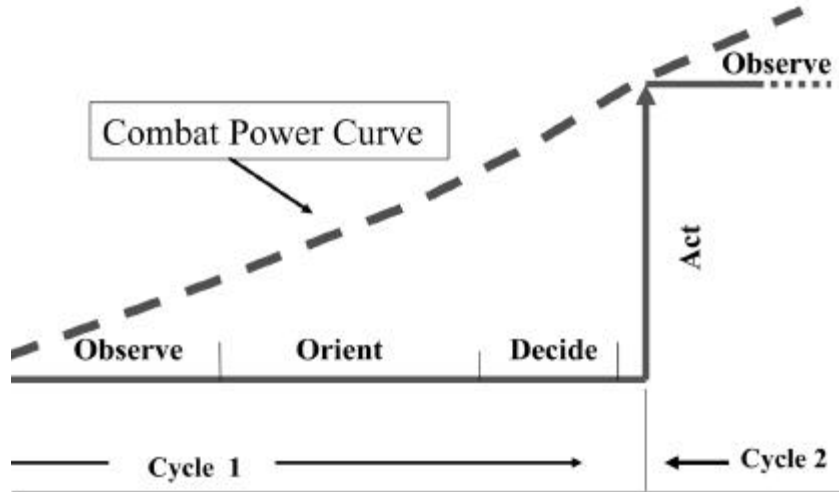 Observe
Combat Power Curve
Act
Observe Orient Decide
Cycle 1 Cycle 2